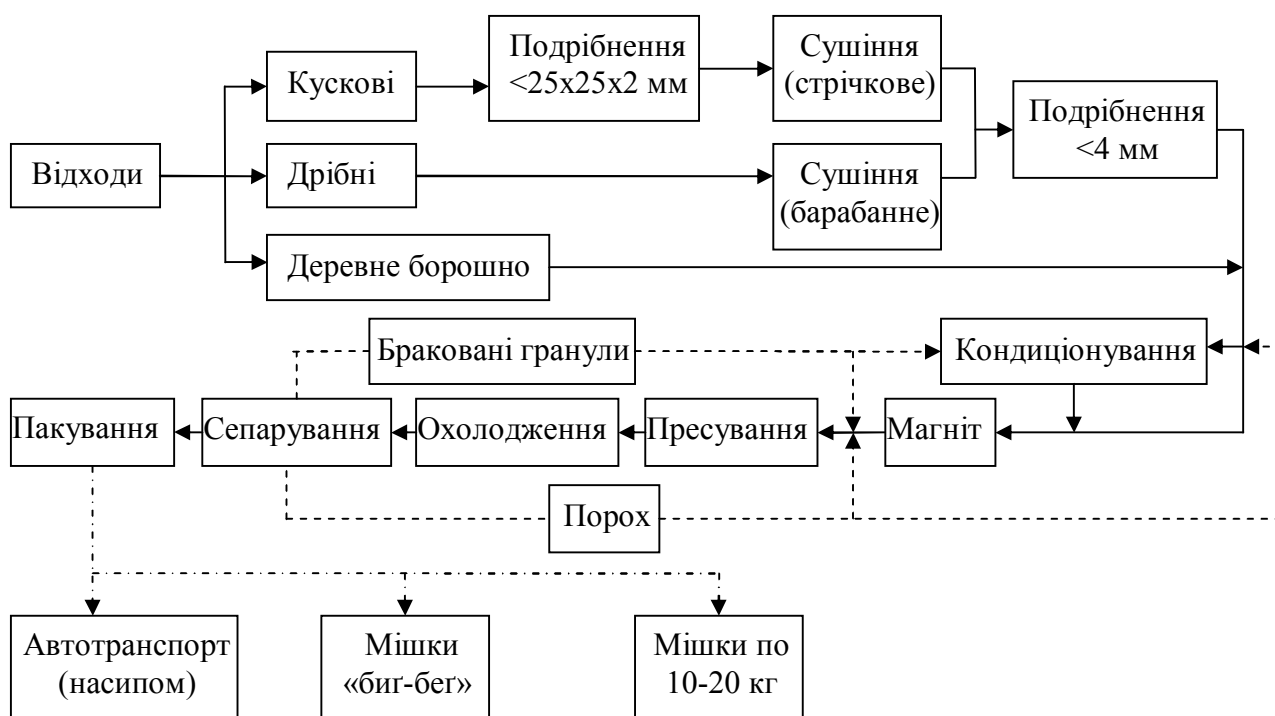 Кускові
Подрібнення
<25х25х2 мм
Сушіння
(стрічкове)
Подрібнення
<4 мм
Відходи
Дрібні
Сушіння
(барабанне)
Деревне борошно
Браковані гранули
Кондиціонування
Пакування
Сепарування
Охолодження
Пресування
Магніт
Порох
Автотранспорт
(насипом)
Мішки
«биґ-беґ»
Мішки по
10-20 кг